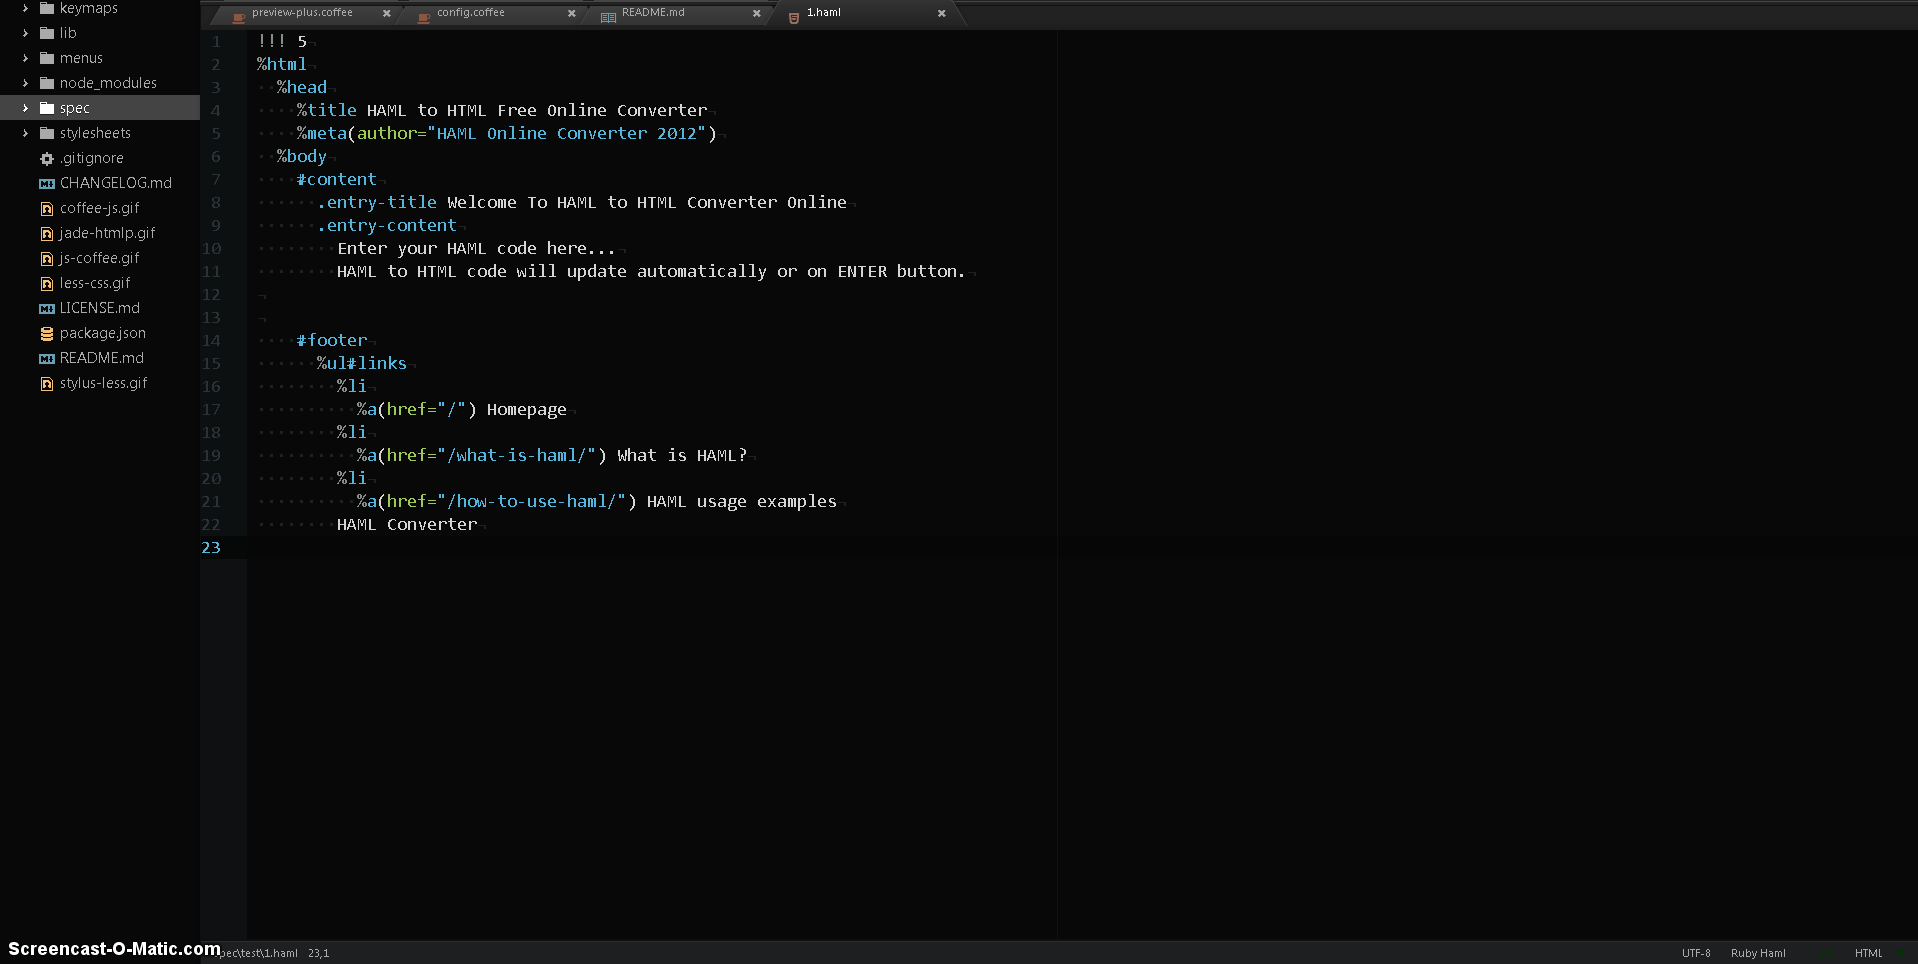 keymaps
lib
menus
node_modules
spec
stylesheets
.gitignore
CHANGELOG.md
coffee-js.gif
jade-htmlp.gif
js-coffee.gif
less-css.gif
LICENSE.md
package.json
README.md
stylus-less.gif
preview-plus.coffee
config.coffee
README.md
1.haml
1 !!! 5
2 %html
3 %head
4 %title HAML to HTML Free Online Converter
5 %meta(author="HAML Online Converter 2012")
6 %body
7 #content
8 .entry-title Welcome To HAML to HTML Converter Online
9 .entry-content
10 Enter your HAML code here...
11 HAML to HTML code will update automatically or on ENTER button.
12
13
14 #footer
15 %ul#links
16 %li
17 %a(href="/") Homepage
18 %li
19 %a(href="/what-is-haml/") What is HAML?
20 %li
21 %a(href="/how-to-use-haml/") HAML usage examples
22 HAML Converter
23
Screencast-O-Matic.com
pec\test\1.haml 23,1
UTF-8 Ruby Haml HTML